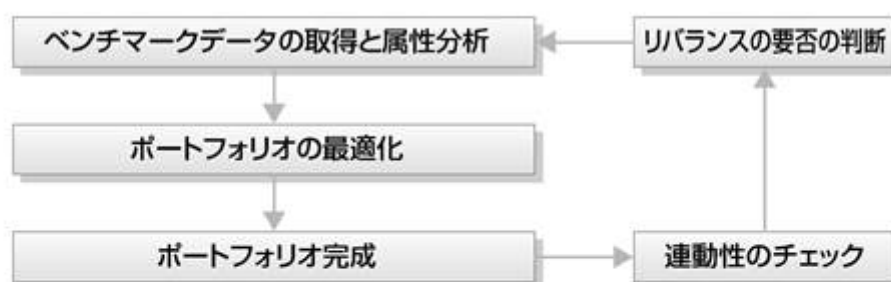 ベンチマークデータの取得と属性分析
リバランスの要否の判断
ポートフォリオの最適化
ポートフォリオ完成
連動性のチェック